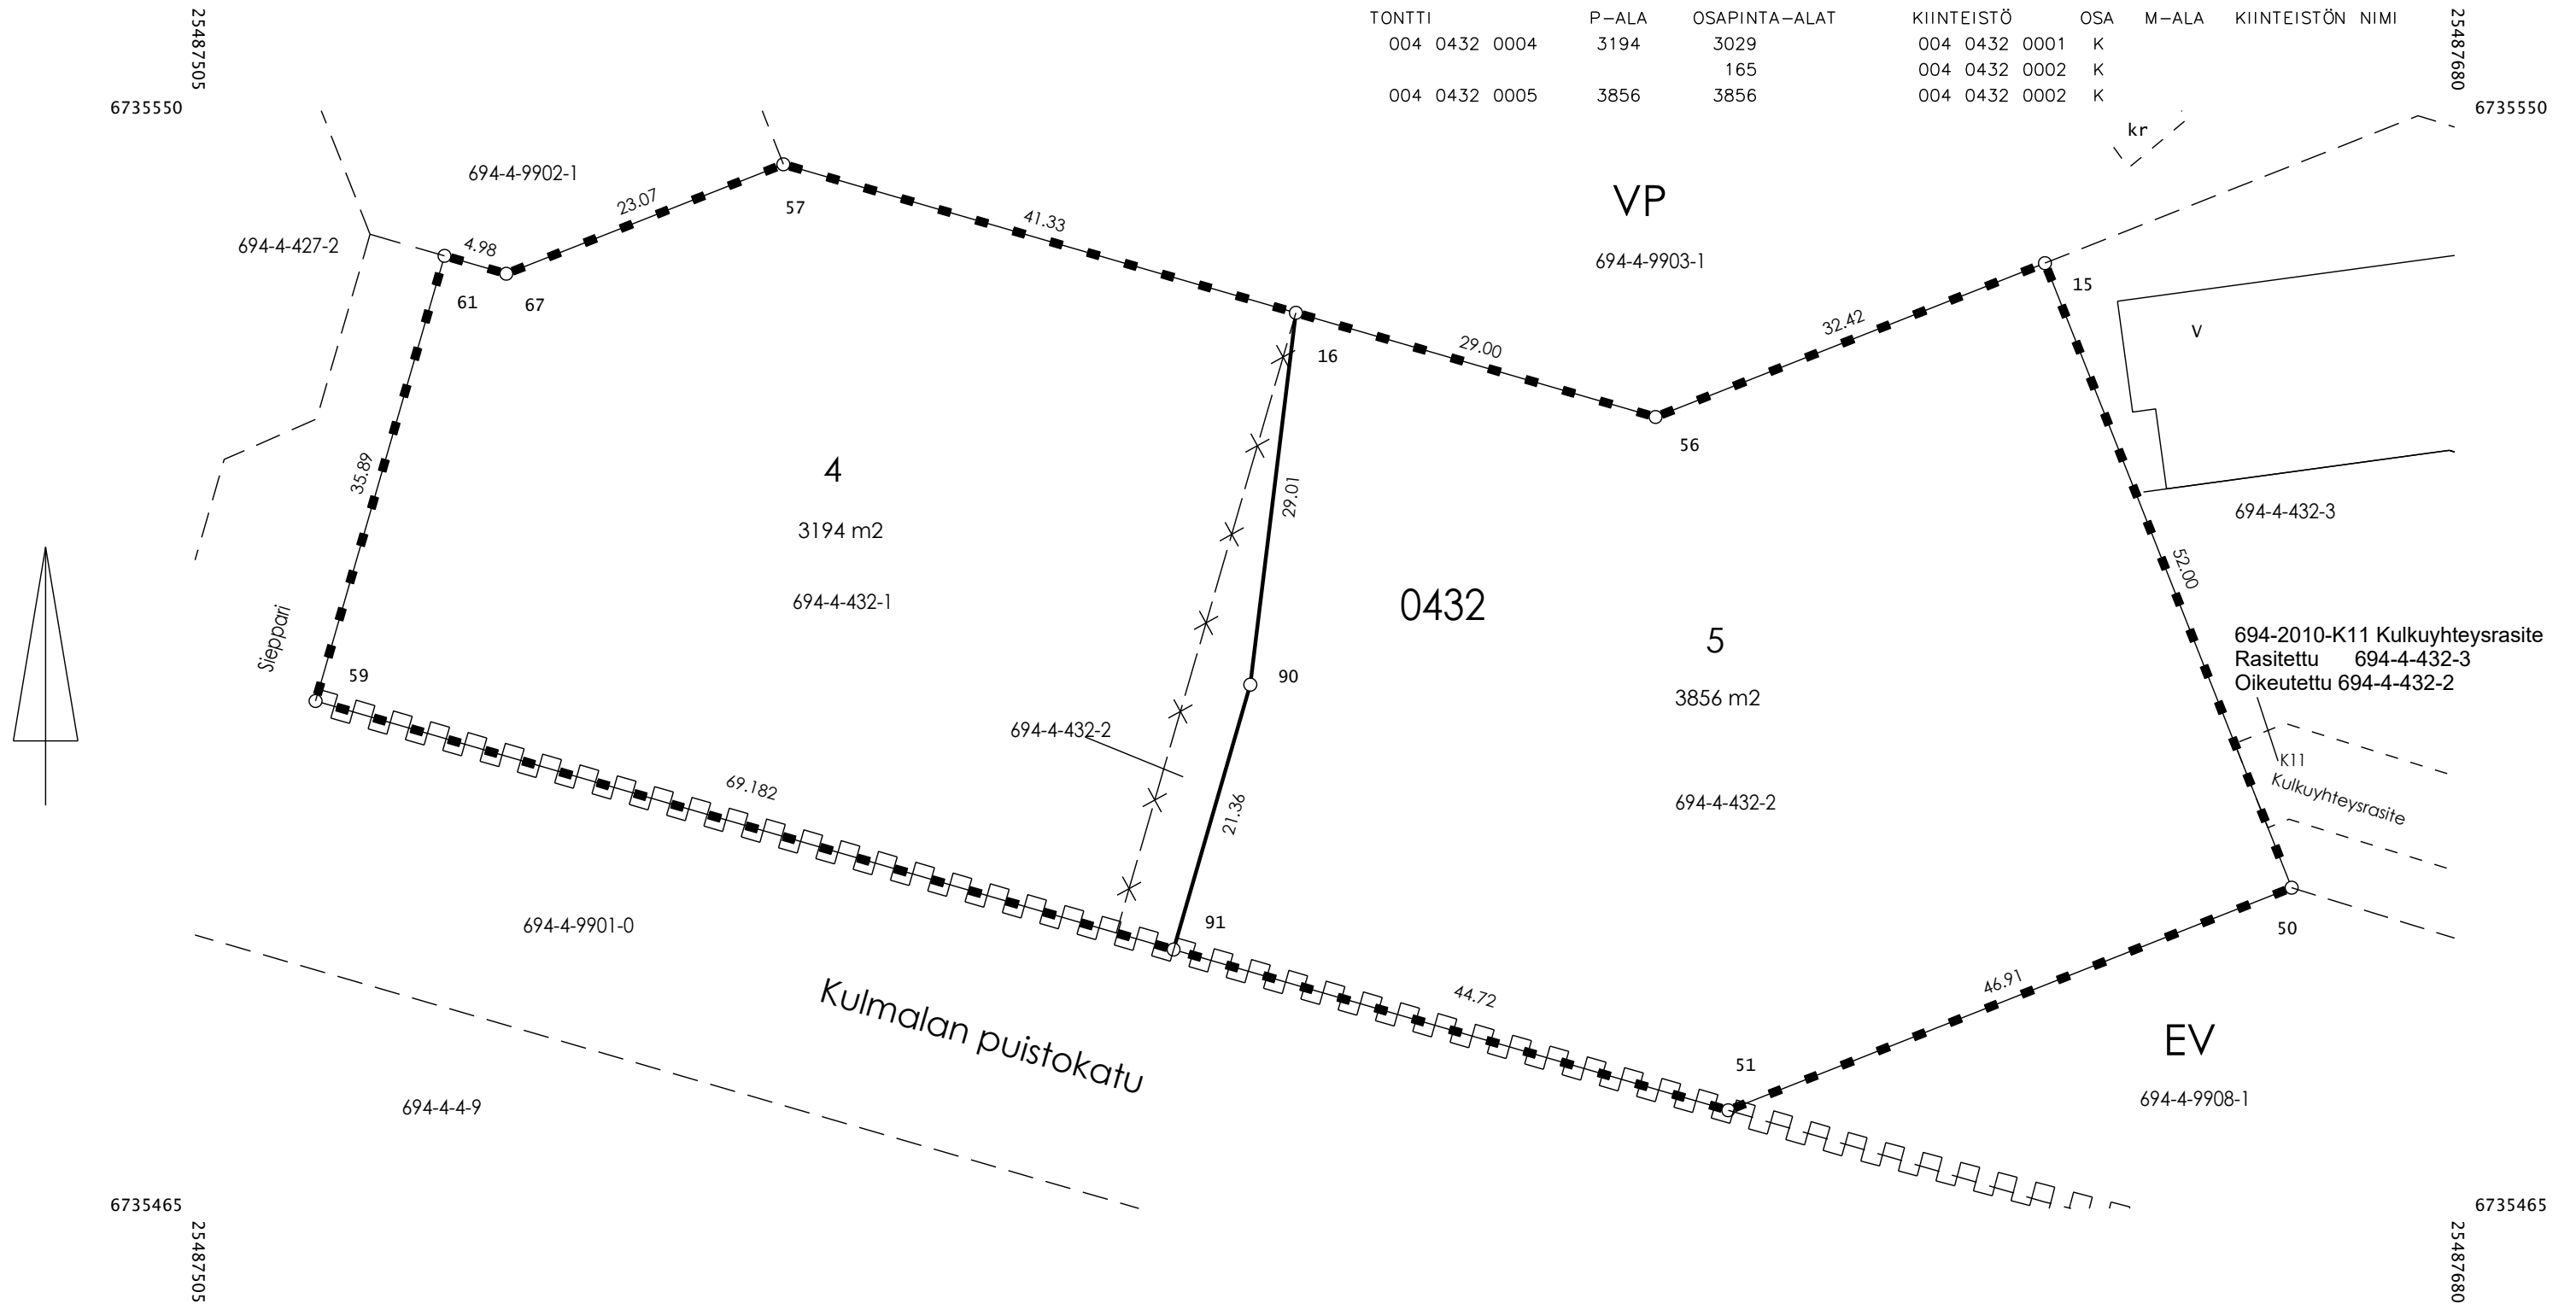 TONTTI P-ALA OSAPINTA-ALAT KIINTEISTÖ OSA M-ALA KIINTEISTÖN NIMI
004 0432 0004 3194 3029 004 0432 0001 K
165 004 0432 0002 K
004 0432 0005 3856 3856 004 0432 0002 K
25487505
25487680
6735550
6735550
kr
694-4-9902-1
23.07
57
41.33
VP
694-4-9903-1
694-4-427-2
4.98
61
67
15
16
29.00
32.42
V
56
4
35.89
29.01
3194 m2
694-4-432-1
694-4-432-3
52.00
0432
5
Sieppari
694-2010-K11 Kulkuyhteysrasite
Rasitettu 694-4-432-3
Oikeutettu 694-4-432-2
59
90
3856 m2
694-4-432-2
K11
Kulkuyhteysrasite
69.182
21.36
694-4-432-2
91
694-4-9901-0
50
44.72
46.91
Kulmalan puistokatu
51
EV
694-4-4-9
694-4-9908-1
6735465
6735465
25487505
25487680